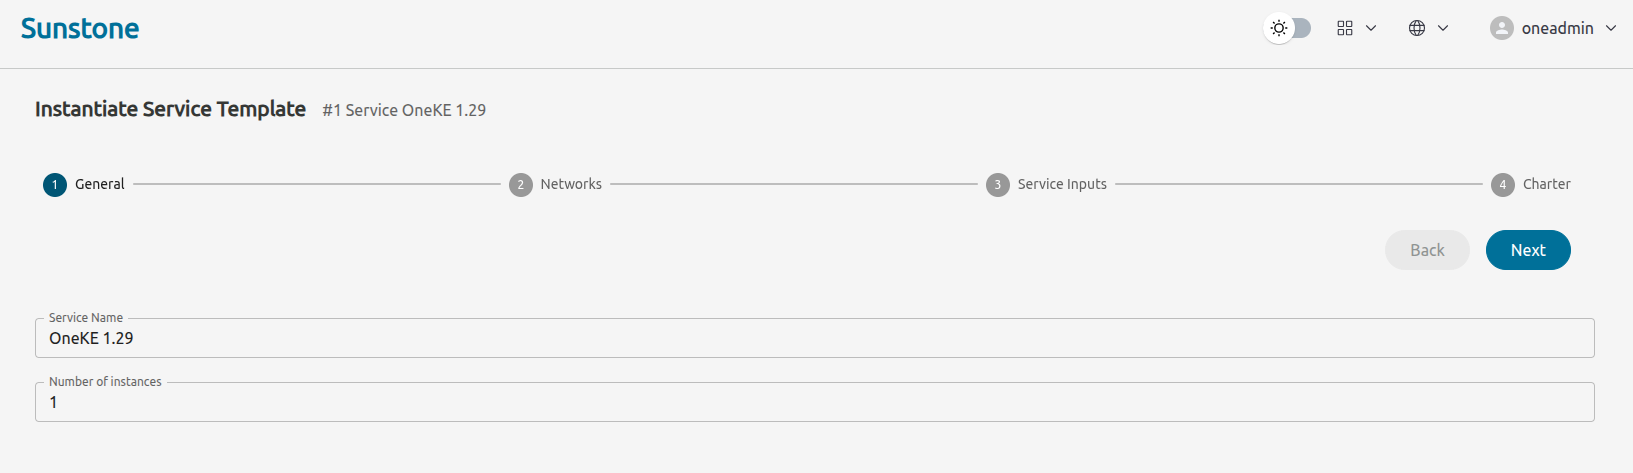 Sunstone
oneadmin
Instantiate Service Template #1 Service OneKE 1.29
1 General 2 Networks 3 Service Inputs 4 Charter
Back Next
Service Name
OneKE 1.29
Number of instances
1